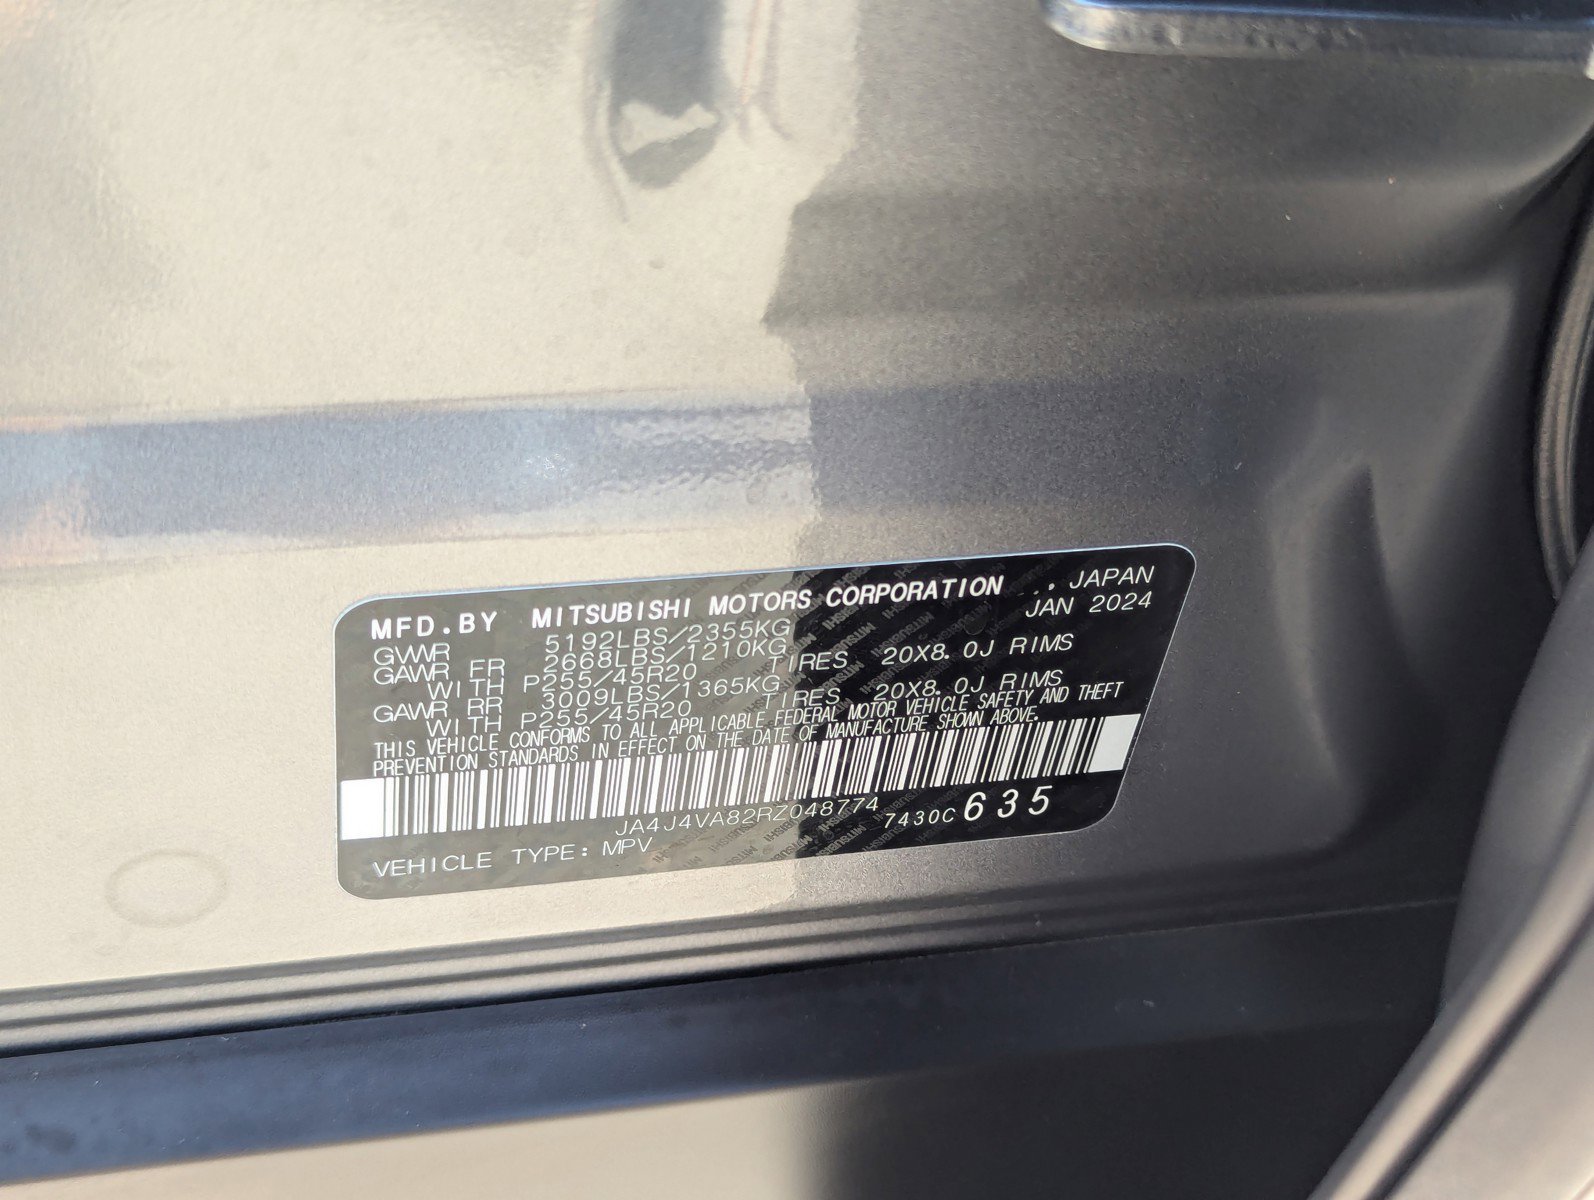 MFD.BY MITSUBISHI MOTORS CORPORATION , JAPAN
GVWR 5192LBS/2355KG JAN 2024
GAWR FR 2668LBS/1210KG
WITH P255/45R20 TIRES 20X8.0J RIMS
GAWR RR 3009LBS/1365KG
WITH P255/45R20 TIRES 20X8.0J RIMS
THIS VEHICLE CONFORMS TO ALL APPLICABLE FEDERAL MOTOR VEHICLE SAFETY AND THEFT
PREVENTION STANDARDS IN EFFECT ON THE DATE OF MANUFACTURE SHOWN ABOVE.
JA4J4VA82RZ048774 7430C 635
VEHICLE TYPE: MPV